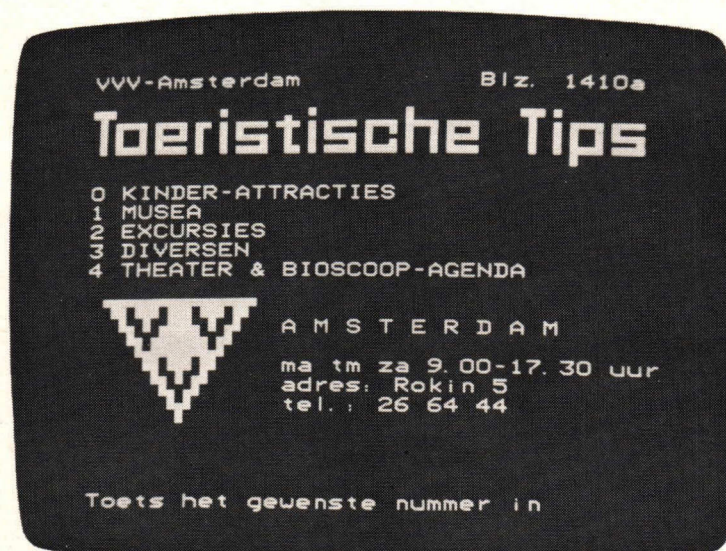 VVV-Amsterdam Blz. 1410a
Toeristische Tips
0 KINDER-ATTRACTIES
1 MUSEA
2 EXCURSIES
3 DIVERSEN
4 THEATER & BIOSCOOP-AGENDA
AMSTERDAM
ma tm za 9.00-17.30 uur
adres: Rokin 5
tel.: 26 64 44
Toets het gewenste nummer in